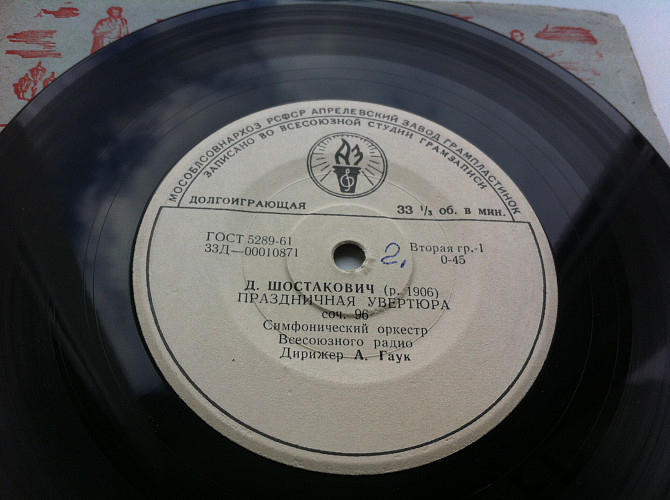 МОСОБЛСОВНАРХОЗ РСФСР АПРЕЛЕВСКИЙ ЗАВОД ГРАМПЛАСТИНОК
ЗАПИСАНО ВО ВСЕСОЮЗНОЙ СТУДИИ ГРАМЗАПИСИ
АЗ
ДОЛГОИГРАЮЩАЯ 33 1/3 об. в мин.
ГОСТ 5289-61 2, Вторая гр.-1
33Д—00010871 0-45
Д. ШОСТАКОВИЧ (р. 1906)
ПРАЗДНИЧНАЯ УВЕРТЮРА
соч. 96
Симфонический оркестр
Всесоюзного радио
Дирижер А. Гаук